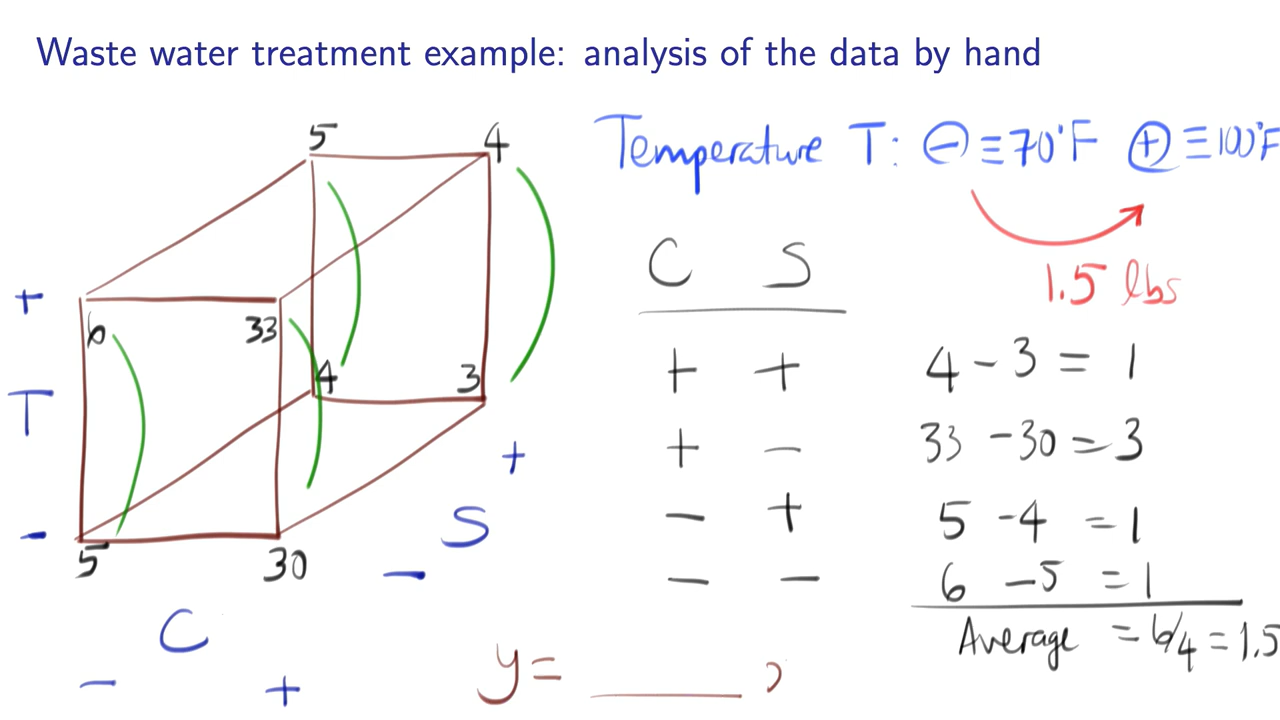 Waste water treatment example: analysis of the data by hand
Temperature T: ⊖ ≡ 70°F ⊕ ≡ 100°F
1.5 lbs
5 4
+ 6 33
T 4 3
- 5 30
+
S
-
C
- +
C S
+ + 4 - 3 = 1
+ - 33 - 30 = 3
- + 5 - 4 = 1
- - 6 - 5 = 1
Average = 6/4 = 1.5
y =